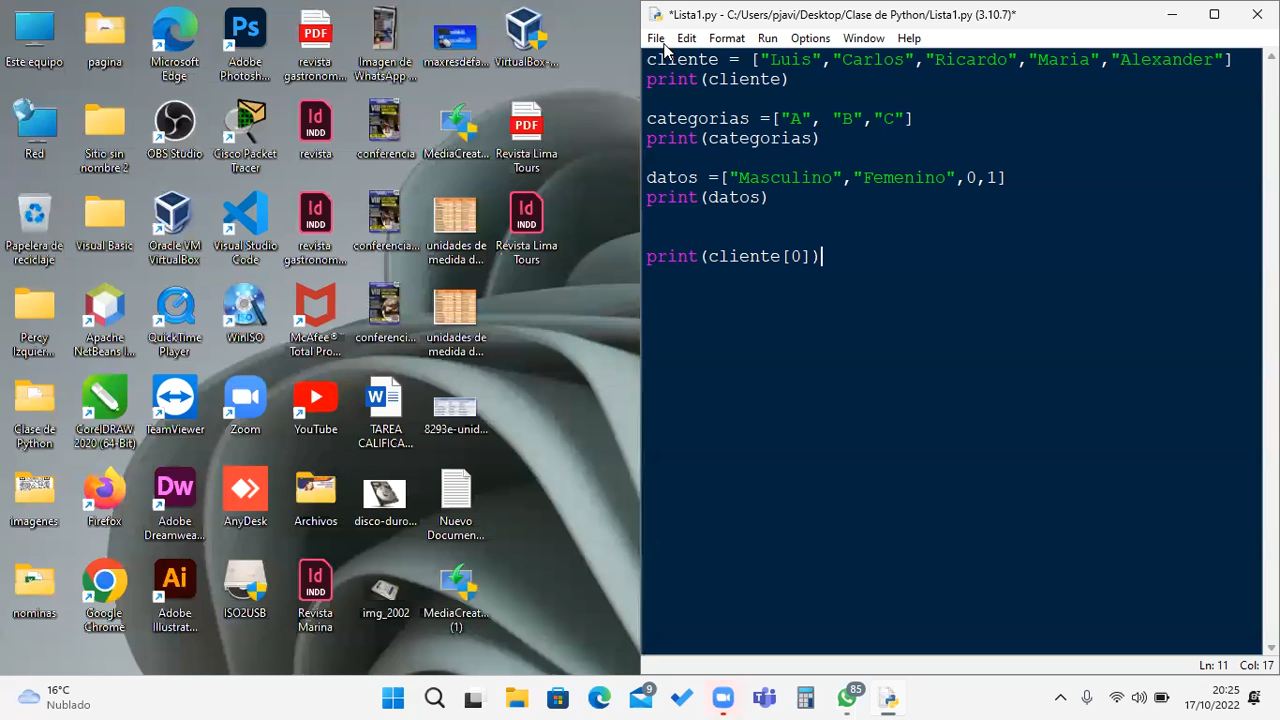 *Lista1.py - C:/Users/pjavi/Desktop/Clase de Python/Lista1.py (3.10.7)*
File Edit Format Run Options Window Help
cliente = ["Luis","Carlos","Ricardo","Maria","Alexander"]
print(cliente)
categorias =["A", "B","C"]
print(categorias)
datos =["Masculino","Femenino",0,1]
print(datos)
print(cliente[0])
Ln: 11 Col: 17
Este equipo
pagina
Microsoft
Edge
Adobe
Photosh...
revista
gastronom...
Imagen de
WhatsApp ...
maxresdefa...
VirtualBox-...
Red
Sitio sin
nombre 2
OBS Studio
Cisco Packet
Tracer
revista
conferencia
MediaCreat...
Revista Lima
Tours
Papelera de
reciclaje
Visual Basic
Oracle VM
VirtualBox
Visual Studio
Code
revista
gastronom...
conferencia...
unidades de
medida d...
Revista Lima
Tours
Percy
Izquier...
Apache
NetBeans I...
QuickTime
Player
WinISO
McAfee®
Total Pro...
conferenci...
unidades de
medida d...
Clase de
Python
CorelDRAW
2020 (64-Bit)
TeamViewer
Zoom
YouTube
TAREA
CALIFICA...
8293e-unid...
imagenes
Firefox
Adobe
Dreamwea...
AnyDesk
Archivos
disco-duro...
Nuevo
Documen...
nominas
Google
Chrome
Adobe
Illustrat...
ISO2USB
Revista
Marina
img_2002
MediaCreat...
(1)
16°C
Nublado
9
85
20:25
17/10/2022